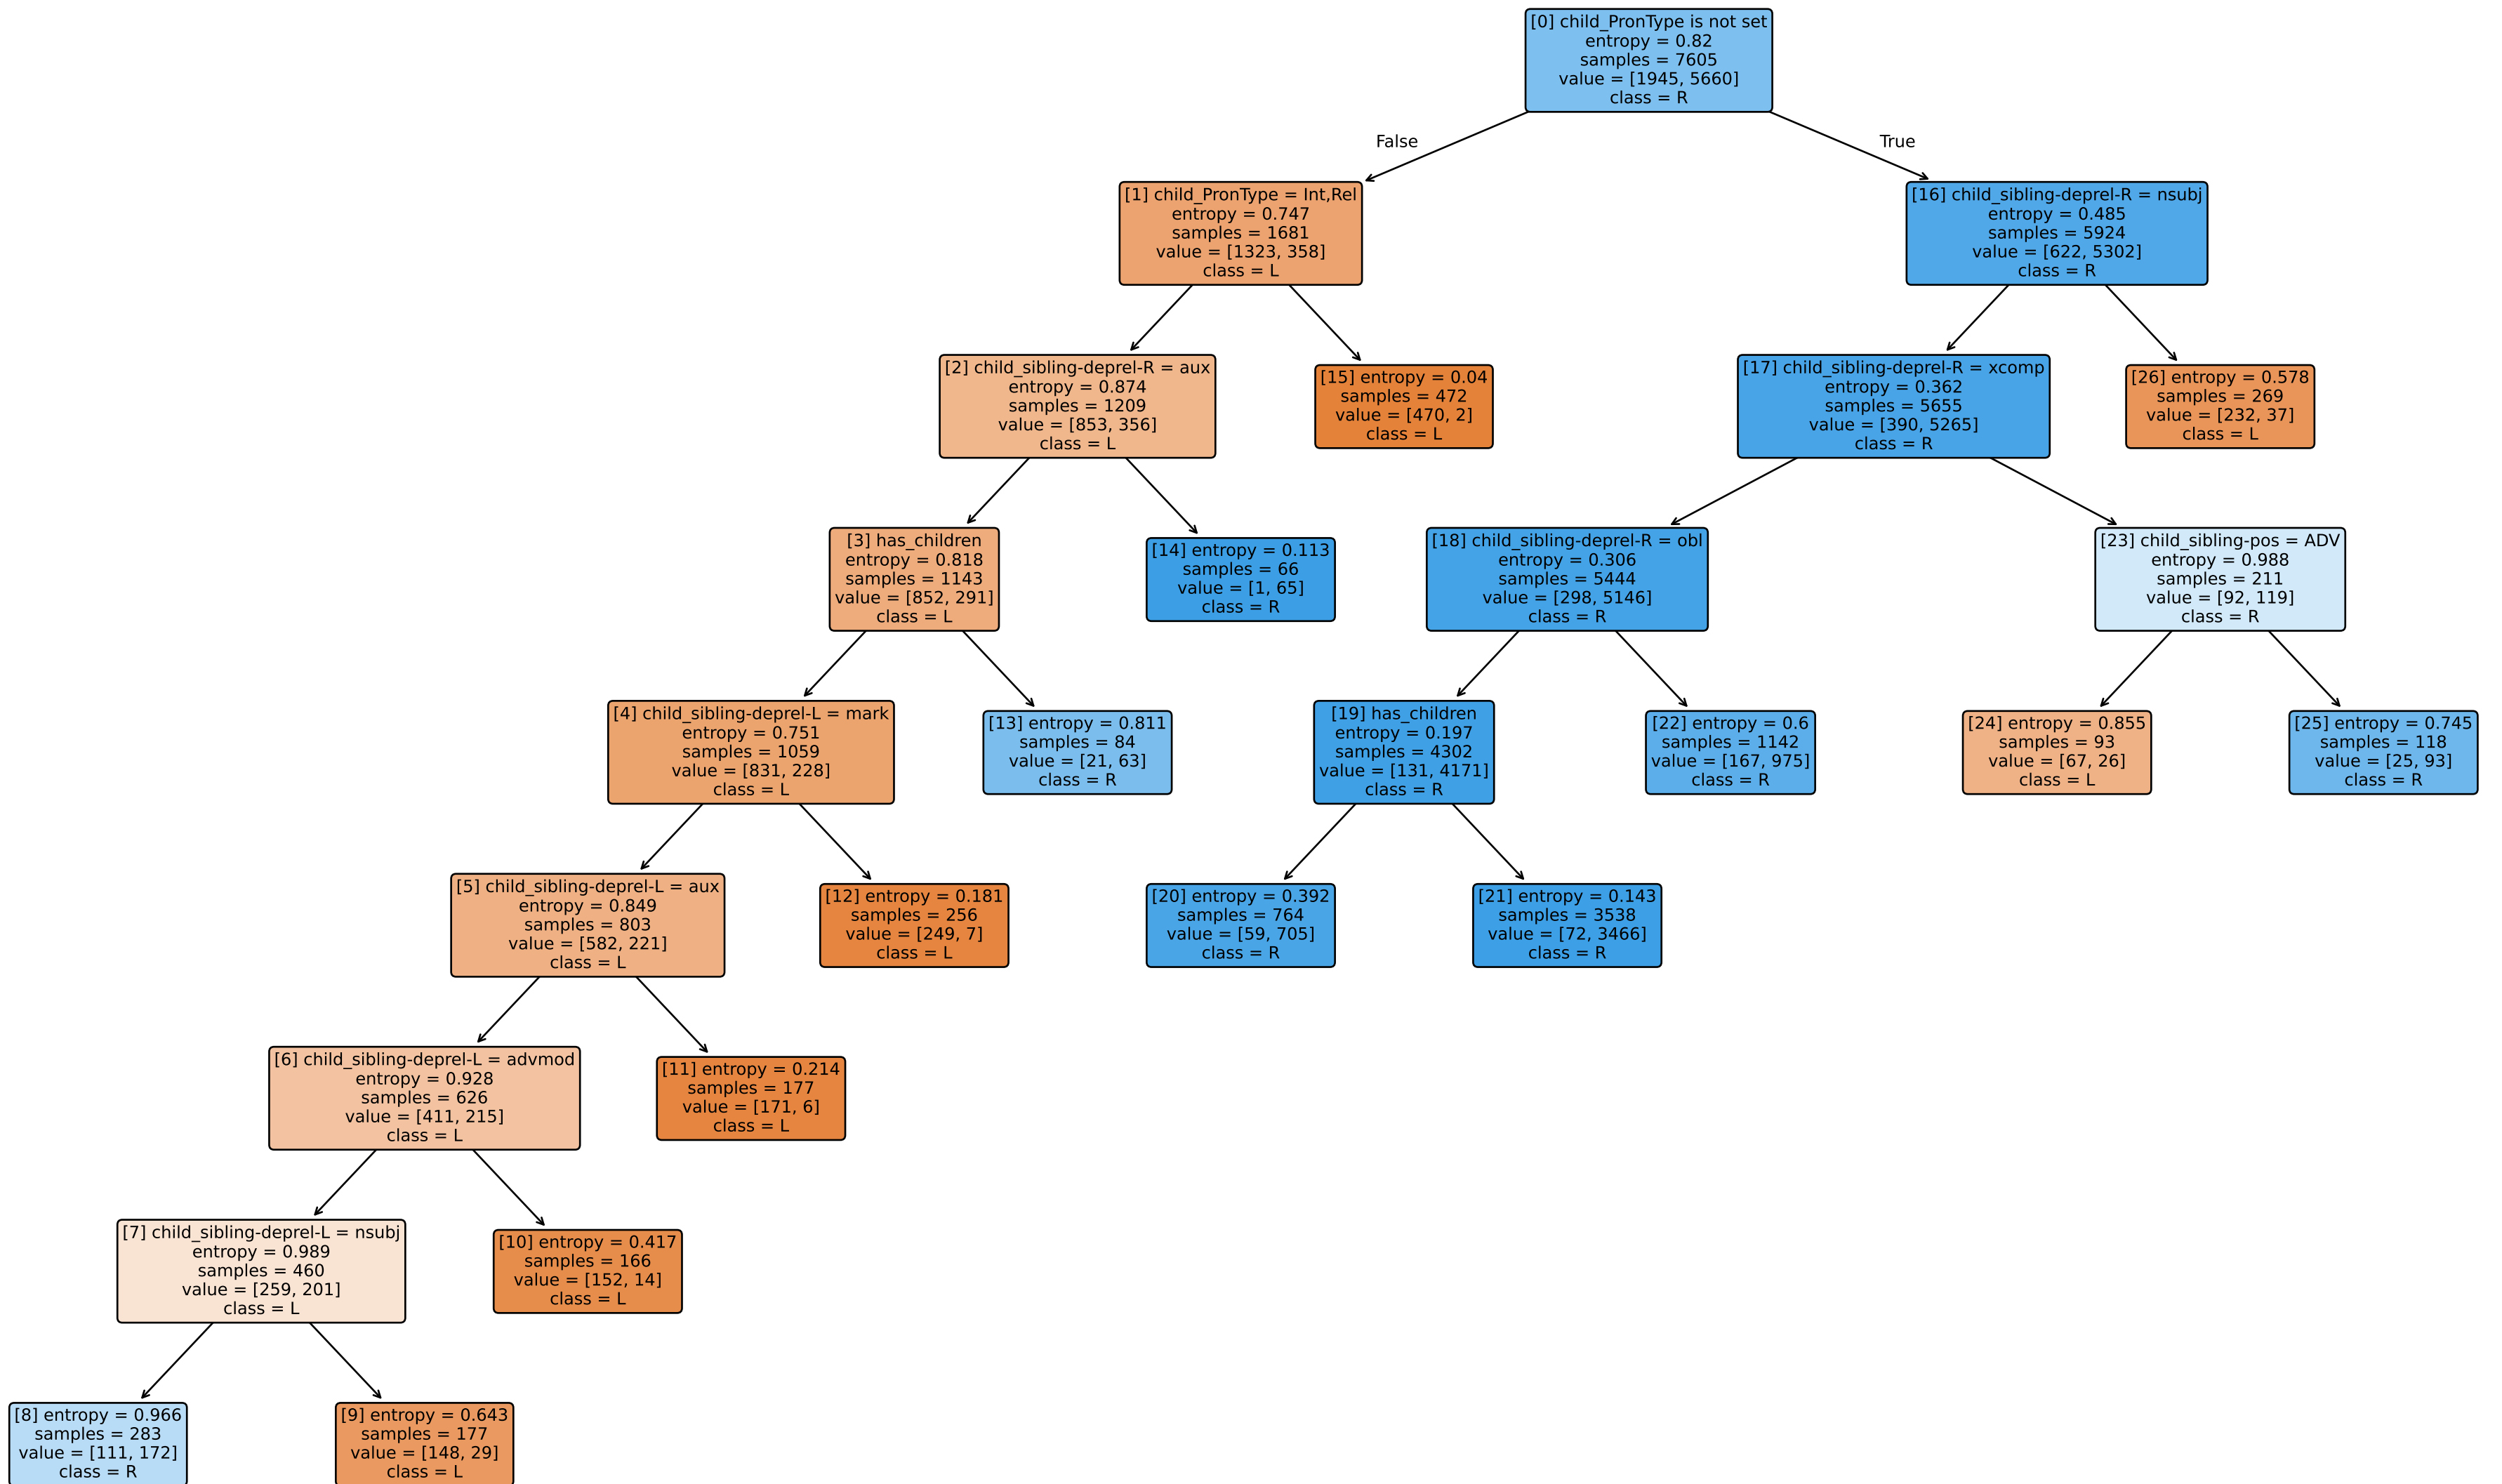 [0] child_PronType is not set
entropy = 0.82
samples = 7605
value = [1945, 5660]
class = R
False
True
[1] child_PronType = Int,Rel
entropy = 0.747
samples = 1681
value = [1323, 358]
class = L
[16] child_sibling-deprel-R = nsubj
entropy = 0.485
samples = 5924
value = [622, 5302]
class = R
[2] child_sibling-deprel-R = aux
entropy = 0.874
samples = 1209
value = [853, 356]
class = L
[15] entropy = 0.04
samples = 472
value = [470, 2]
class = L
[17] child_sibling-deprel-R = xcomp
entropy = 0.362
samples = 5655
value = [390, 5265]
class = R
[26] entropy = 0.578
samples = 269
value = [232, 37]
class = L
[3] has_children
entropy = 0.818
samples = 1143
value = [852, 291]
class = L
[14] entropy = 0.113
samples = 66
value = [1, 65]
class = R
[18] child_sibling-deprel-R = obl
entropy = 0.306
samples = 5444
value = [298, 5146]
class = R
[23] child_sibling-pos = ADV
entropy = 0.988
samples = 211
value = [92, 119]
class = R
[4] child_sibling-deprel-L = mark
entropy = 0.751
samples = 1059
value = [831, 228]
class = L
[13] entropy = 0.811
samples = 84
value = [21, 63]
class = R
[19] has_children
entropy = 0.197
samples = 4302
value = [131, 4171]
class = R
[22] entropy = 0.6
samples = 1142
value = [167, 975]
class = R
[24] entropy = 0.855
samples = 93
value = [67, 26]
class = L
[25] entropy = 0.745
samples = 118
value = [25, 93]
class = R
[5] child_sibling-deprel-L = aux
entropy = 0.849
samples = 803
value = [582, 221]
class = L
[12] entropy = 0.181
samples = 256
value = [249, 7]
class = L
[20] entropy = 0.392
samples = 764
value = [59, 705]
class = R
[21] entropy = 0.143
samples = 3538
value = [72, 3466]
class = R
[6] child_sibling-deprel-L = advmod
entropy = 0.928
samples = 626
value = [411, 215]
class = L
[11] entropy = 0.214
samples = 177
value = [171, 6]
class = L
[7] child_sibling-deprel-L = nsubj
entropy = 0.989
samples = 460
value = [259, 201]
class = L
[10] entropy = 0.417
samples = 166
value = [152, 14]
class = L
[8] entropy = 0.966
samples = 283
value = [111, 172]
class = R
[9] entropy = 0.643
samples = 177
value = [148, 29]
class = L